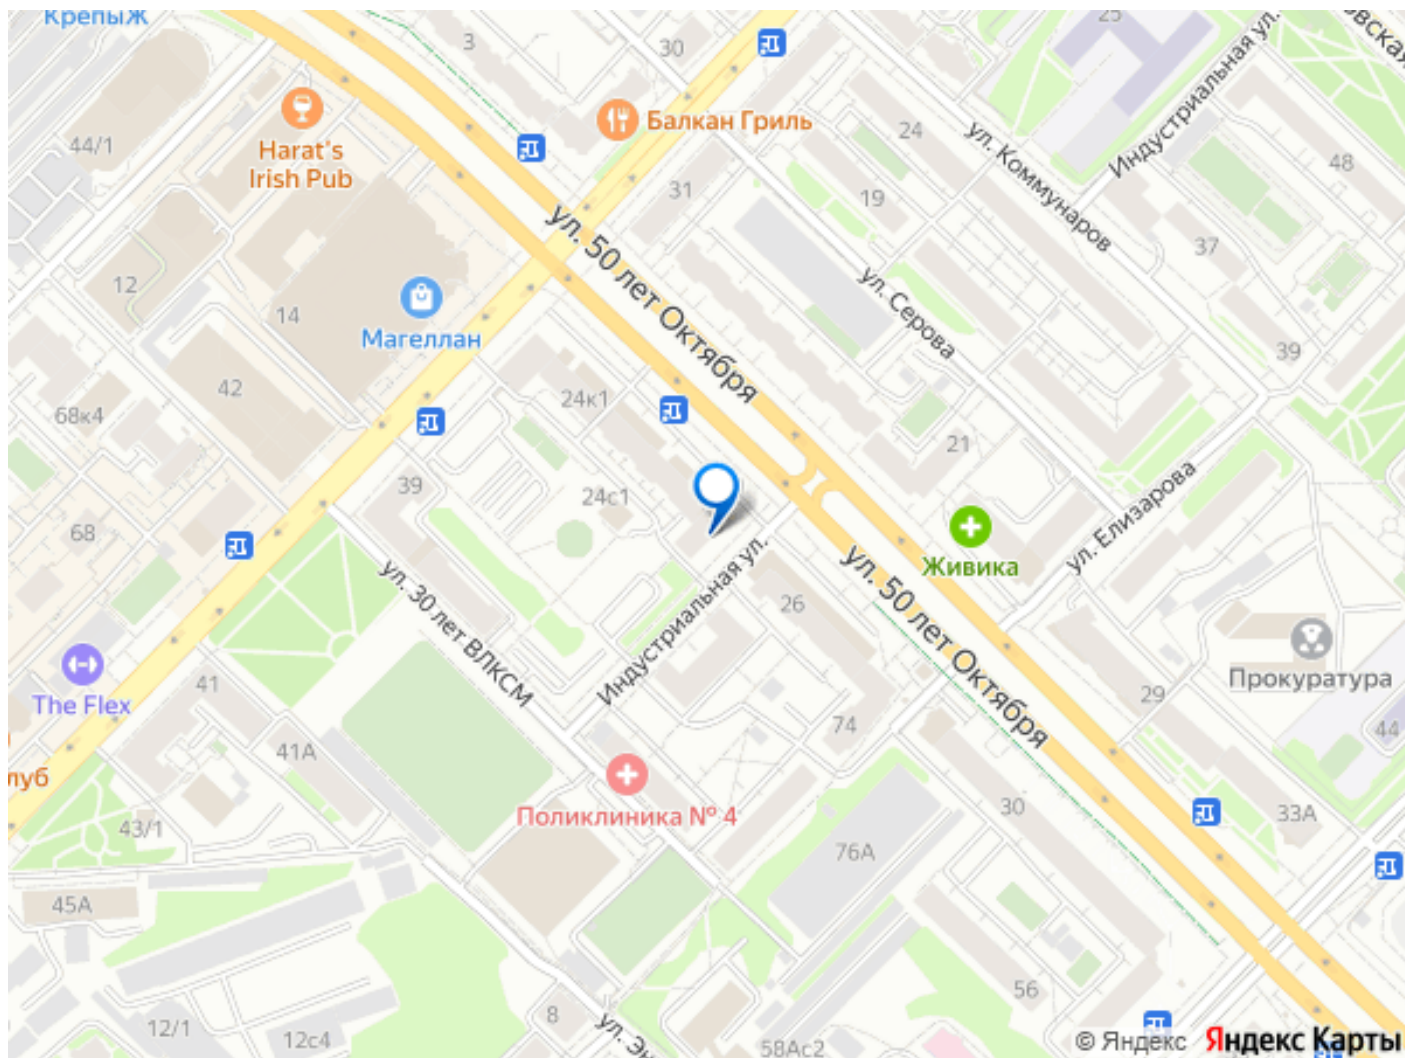 Крепыж
3
30
25
Индустриальная ул.
44/1
Harat's
Irish Pub
Балкан Гриль
24
ул. Коммунаров
48
31
19
37
12
14
Магеллан
ул. 50 лет Октября
ул. Серова
39
42
68к4
24к1
21
39
24с1
68
ул. Елизарова
Живика
ул. 30 лет ВЛКСМ
Индустриальная ул.
26
ул. 50 лет Октября
Прокуратура
The Flex
41
29
44
41А
74
луб
Поликлиника № 4
43/1
30
33А
76А
45А
56
8
12/1
12с4
ул. Эн
58Ас2
© Яндекс Яндекс Карты